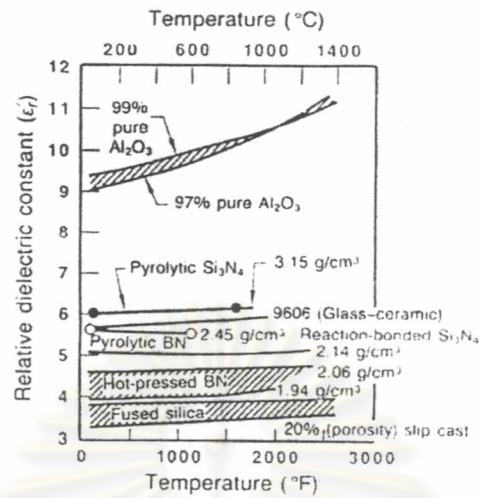 Temperature (°C)
200 600 1000 1400
12
11
10
9
8
7
6
5
4
3
Relative dielectric constant (ε'r)
99%
pure
Al₂O₃
97% pure Al₂O₃
Pyrolytic Si₃N₄
3.15 g/cm³
9606 (Glass-ceramic)
2.45 g/cm³ Reaction-bonded Si₃N₄
Pyrolytic BN
2.14 g/cm³
2.06 g/cm³
Hot-pressed BN
1.94 g/cm³
Fused silica
20% (porosity) slip cast
0 1000 2000 3000
Temperature (°F)